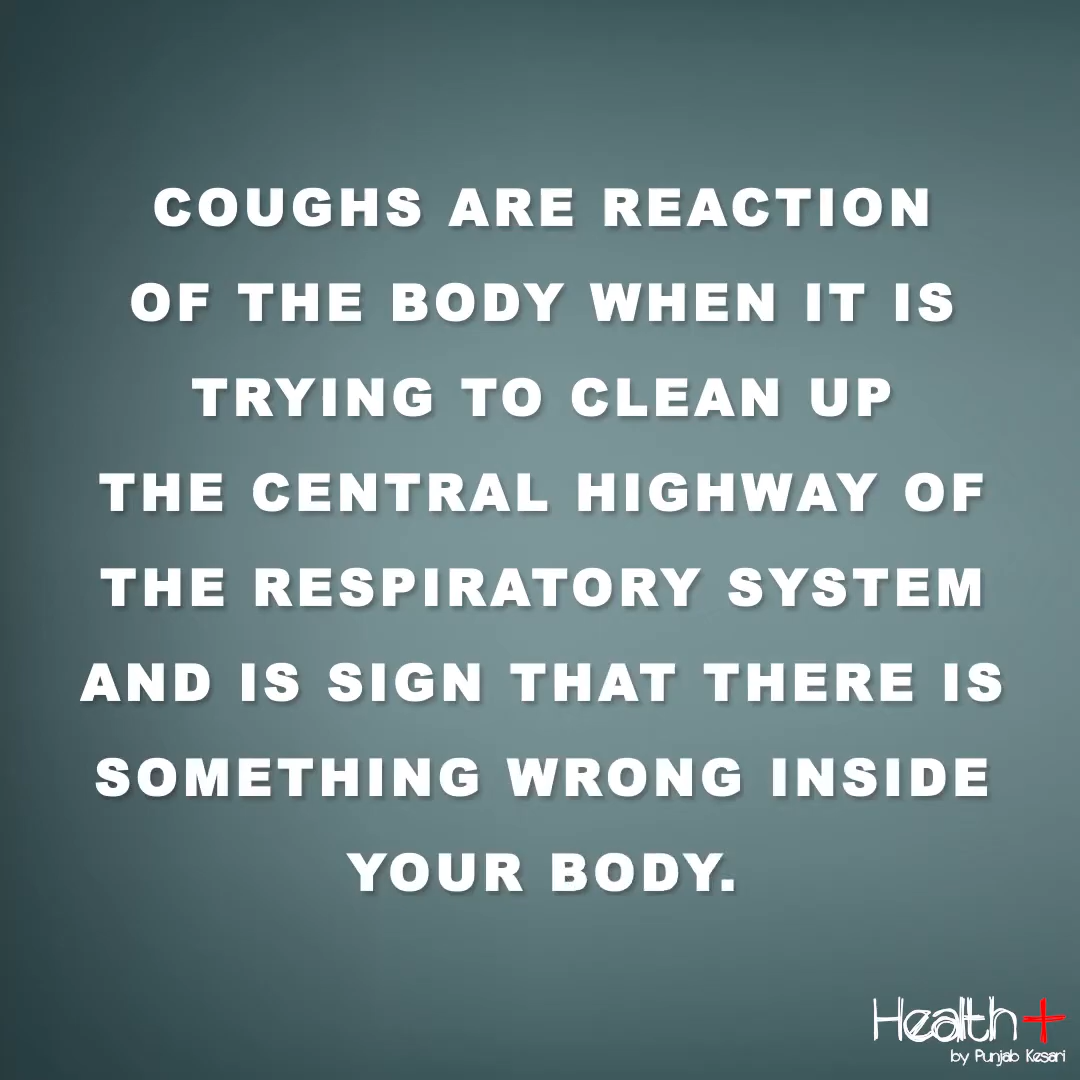 COUGHS ARE REACTION
OF THE BODY WHEN IT IS
TRYING TO CLEAN UP
THE CENTRAL HIGHWAY OF
THE RESPIRATORY SYSTEM
AND IS SIGN THAT THERE IS
SOMETHING WRONG INSIDE
YOUR BODY.
Health+
by Punjab Kesari